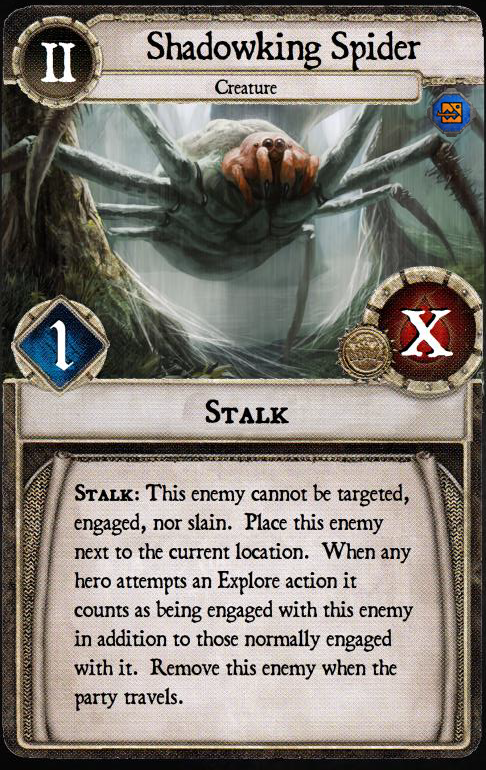 II
Shadowking Spider
Creature
1
X
STALK
STALK: This enemy cannot be targeted,
engaged, nor slain. Place this enemy
next to the current location. When any
hero attempts an Explore action it
counts as being engaged with this enemy
in addition to those normally engaged
with it. Remove this enemy when the
party travels.